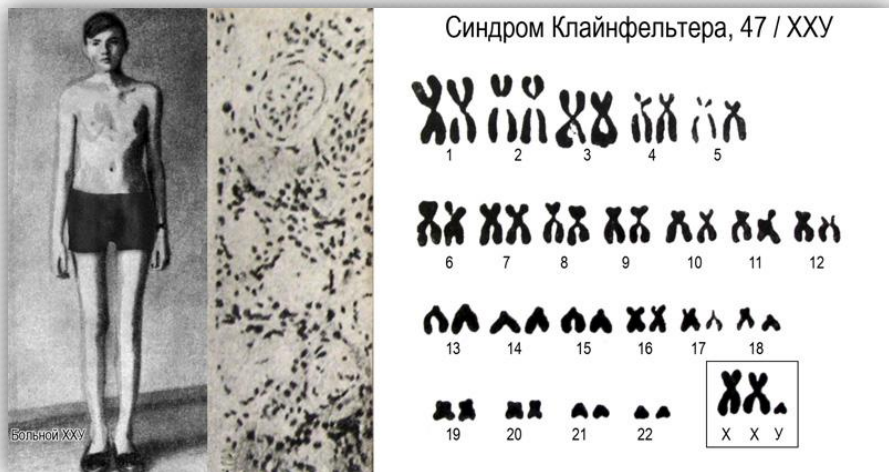 Синдром Клайнфельтера, 47 / ХХУ
1 2 3 4 5
6 7 8 9 10 11 12
13 14 15 16 17 18
19 20 21 22 Х Х У
Больной ХХУ